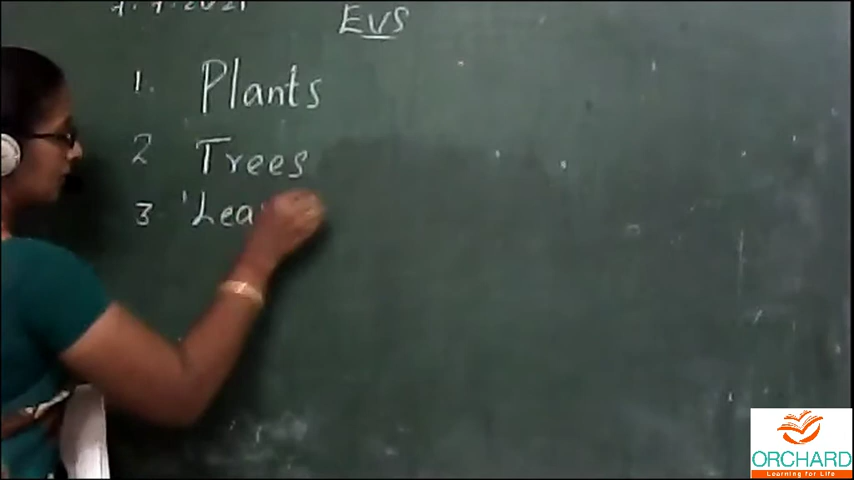 EVS
1. Plants
2 Trees
3 'Lea
ORCHARD
Learning for Life